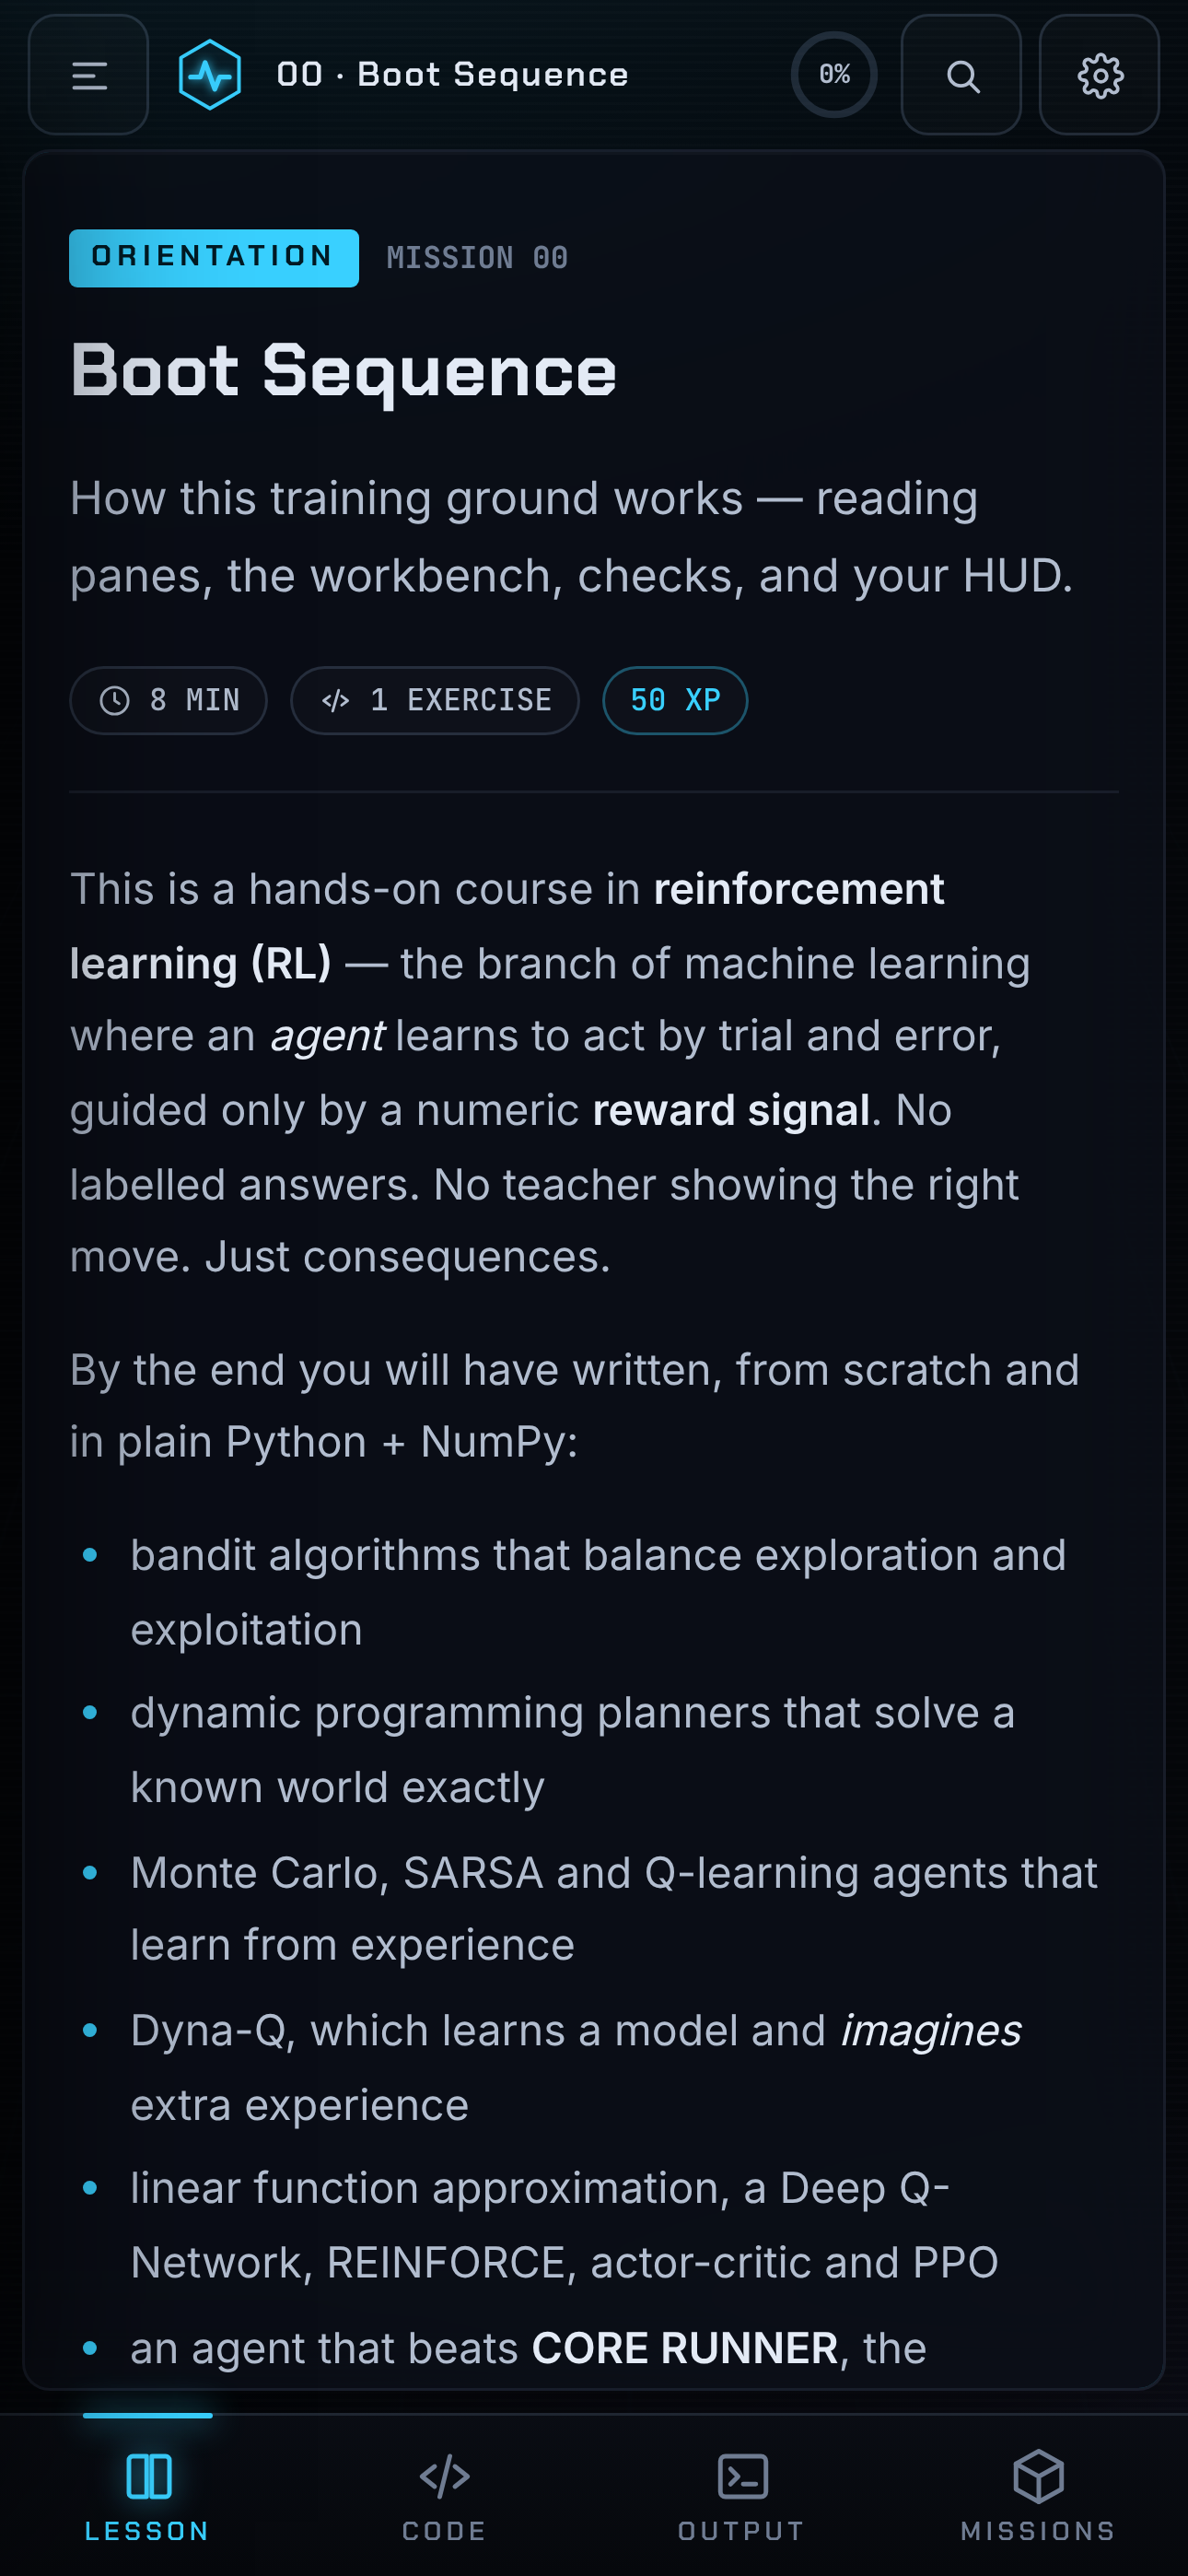 00 · Boot Sequence
0%
ORIENTATION
MISSION 00
Boot Sequence
How this training ground works — reading
panes, the workbench, checks, and your HUD.
8 MIN
1 EXERCISE
50 XP
This is a hands-on course in reinforcement
learning (RL) — the branch of machine learning
where an agent learns to act by trial and error,
guided only by a numeric reward signal. No
labelled answers. No teacher showing the right
move. Just consequences.
By the end you will have written, from scratch and
in plain Python + NumPy:
• bandit algorithms that balance exploration and
exploitation
• dynamic programming planners that solve a
known world exactly
• Monte Carlo, SARSA and Q-learning agents that
learn from experience
• Dyna-Q, which learns a model and imagines
extra experience
• linear function approximation, a Deep Q-
Network, REINFORCE, actor-critic and PPO
• an agent that beats CORE RUNNER, the
LESSON
CODE
OUTPUT
MISSIONS